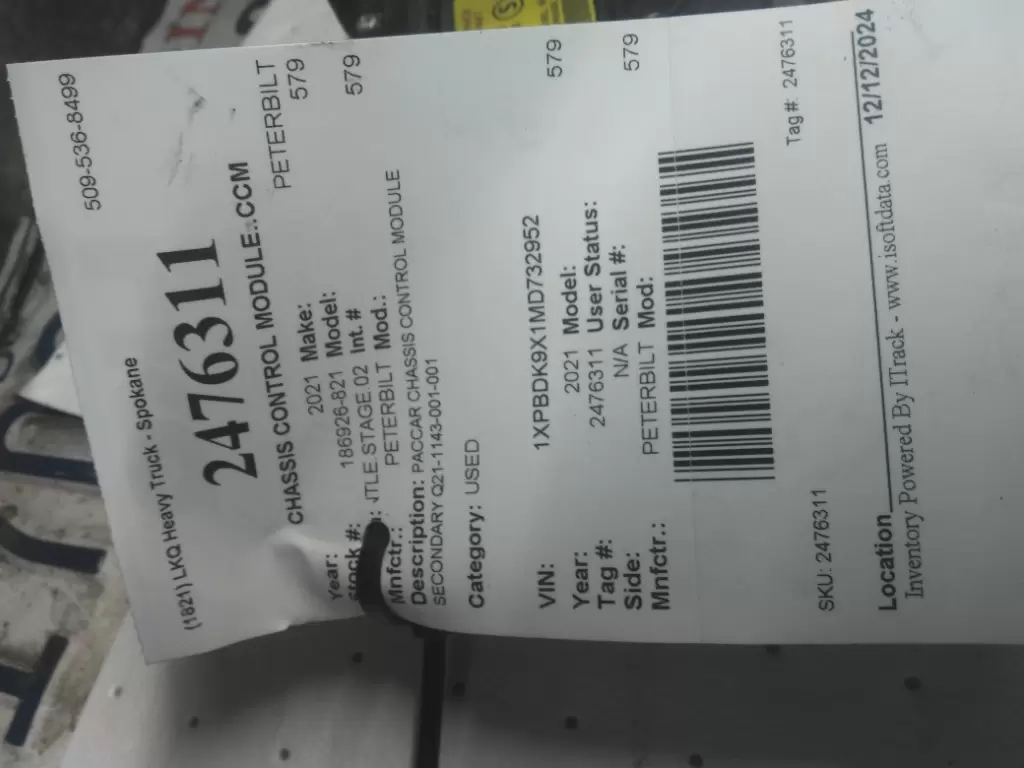 (1821) LKQ Heavy Truck - Spokane 509-536-8499
2476311
CHASSIS CONTROL MODULE..CCM
Year: 2021 Make: PETERBILT
Stock #: 186926-821 Model: 579
TLE.STAGE.02 Int. # 579
Mnfctr.: PETERBILT Mod.:
Description: PACCAR CHASSIS CONTROL MODULE
SECONDARY Q21-1143-001-001
Category: USED
VIN: 1XPBDK9X1MD732952
Year: 2021 Model: 579
Tag #: 2476311 User Status:
Side: N/A Serial #:
Mnfctr.: PETERBILT Mod: 579
SKU: 2476311 Tag #: 2476311
Location 12/12/2024
Inventory Powered By ITrack - www.isoftdata.com